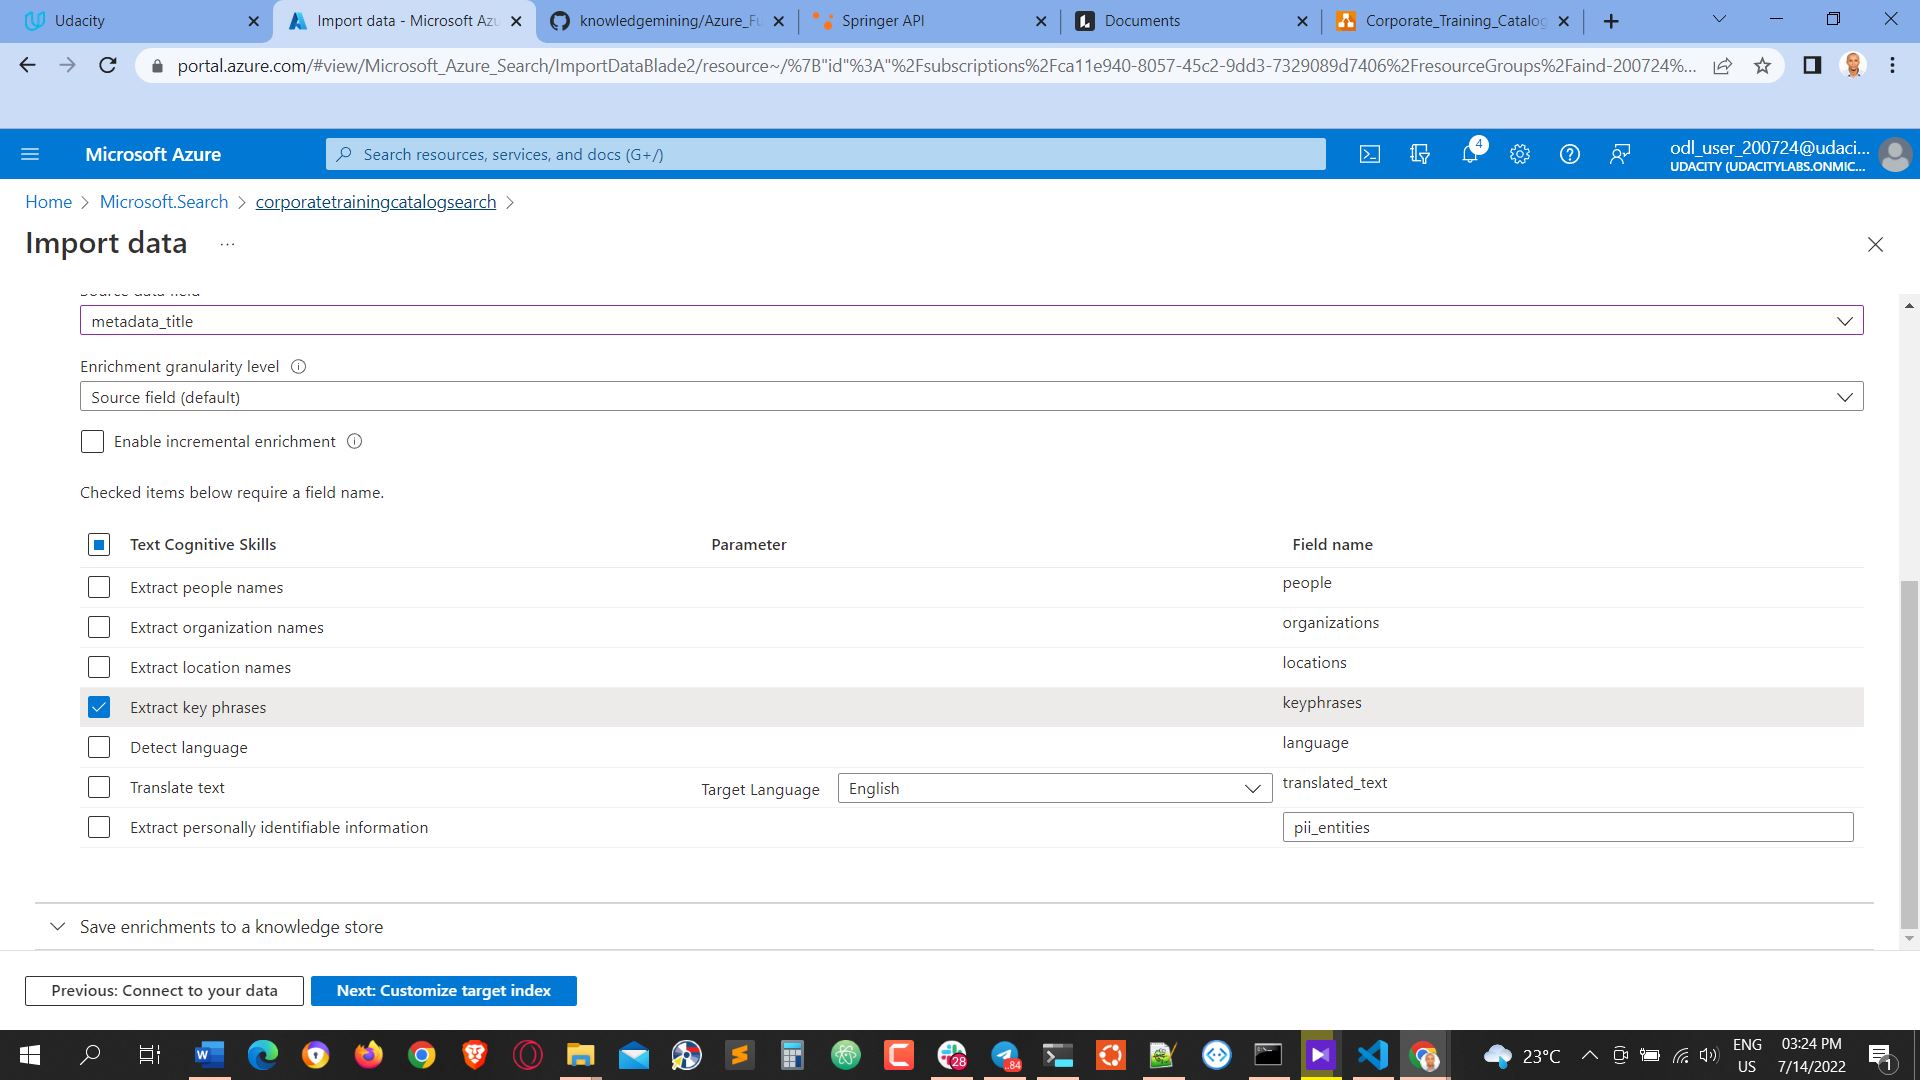 Udacity
Import data - Microsoft Azu
knowledgemining/Azure_Fu
Springer API
Documents
Corporate_Training_Catalog
portal.azure.com/#view/Microsoft_Azure_Search/ImportDataBlade2/resource~/%7B"id"%3A"%2Fsubscriptions%2Fca11e940-8057-45c2-9dd3-7329089d7406%2FresourceGroups%2Faind-200724%...
Microsoft Azure
Search resources, services, and docs (G+/)
4
odl_user_200724@udaci...
UDACITY (UDACITYLABS.ONMIC...
Home > Microsoft.Search > corporatetrainingcatalogsearch >
Import data ...
Source data field
metadata_title
Enrichment granularity level
Source field (default)
Enable incremental enrichment
Checked items below require a field name.
Text Cognitive Skills Parameter Field name
Extract people names people
Extract organization names organizations
Extract location names locations
Extract key phrases keyphrases
Detect language language
Translate text Target Language English translated_text
Extract personally identifiable information pii_entities
Save enrichments to a knowledge store
Previous: Connect to your data
Next: Customize target index
28
84
23°C
ENG
US
03:24 PM
7/14/2022
1